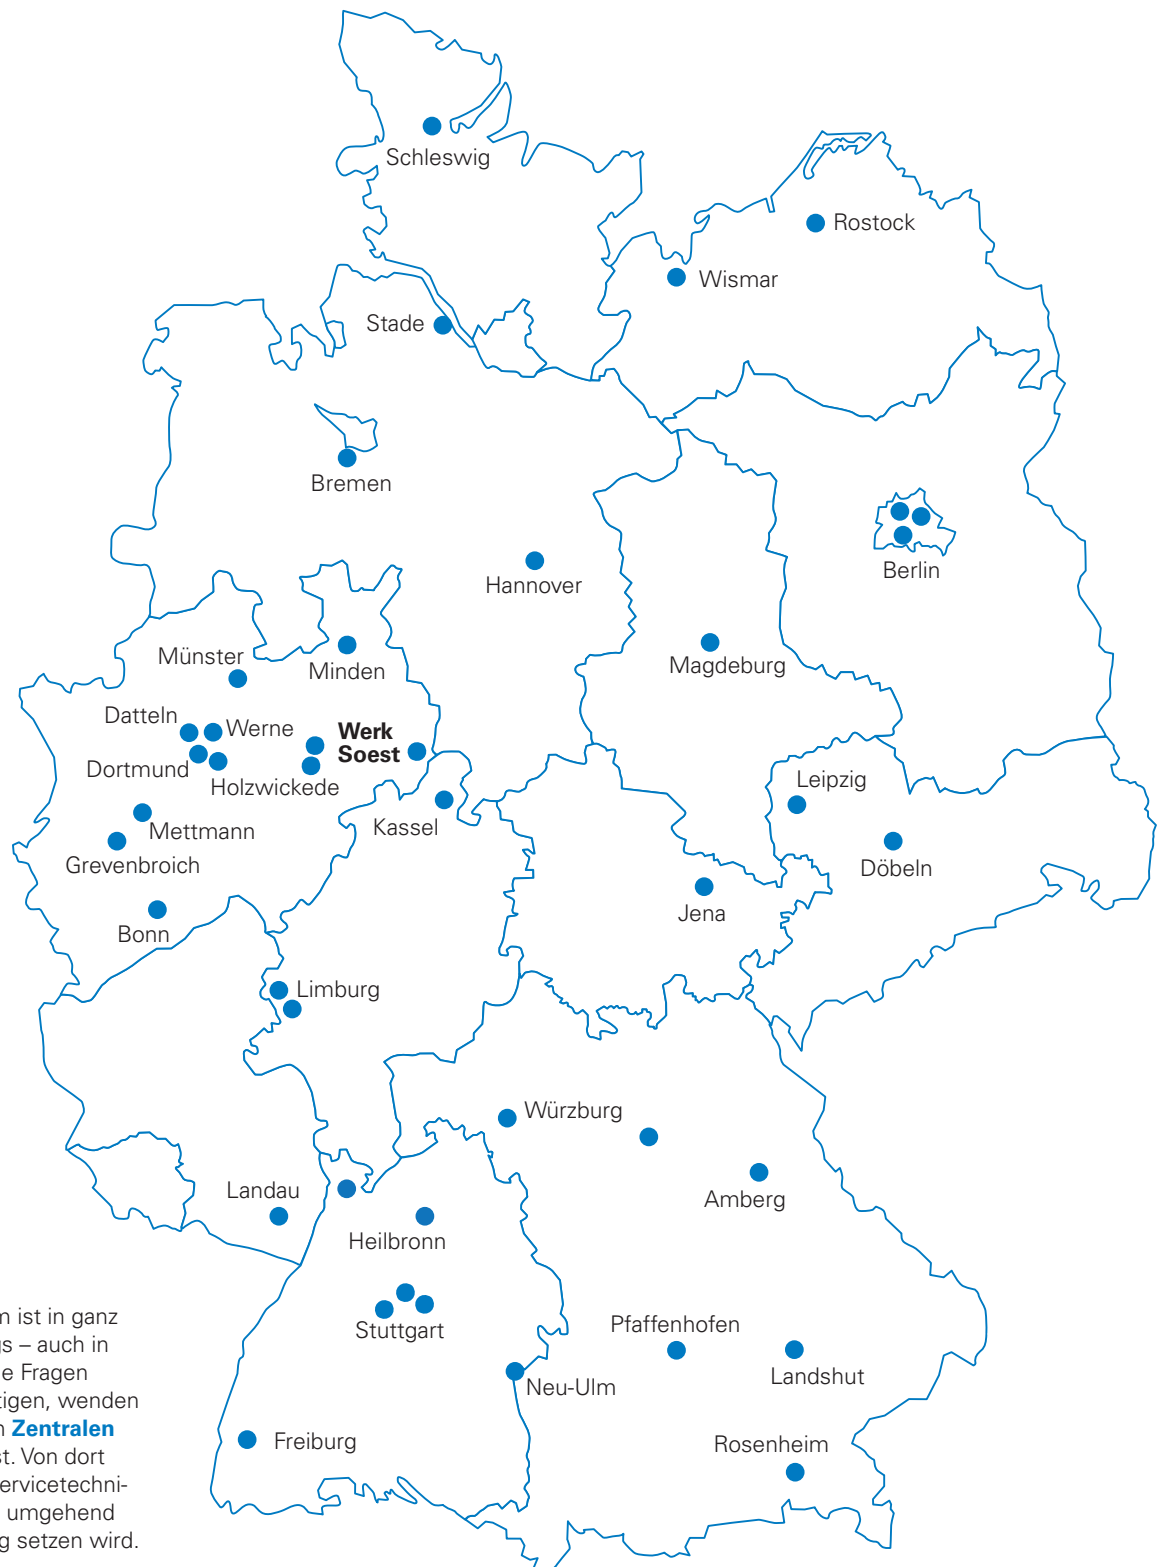 Schleswig
Rostock
Wismar
Stade
Bremen
Hannover
Berlin
Münster
Minden
Magdeburg
Datteln
Werne
Werk
Soest
Dortmund
Holzwickede
Leipzig
Mettmann
Kassel
Grevenbroich
Döbeln
Jena
Bonn
Limburg
Würzburg
Landau
Amberg
Heilbronn
Stuttgart
Pfaffenhofen
Landshut
Neu-Ulm
Freiburg
Rosenheim
m ist in ganz
gs – auch in
e Fragen
tigen, wenden
n Zentralen
st. Von dort
ervicetechni-
umgehend
g setzen wird.